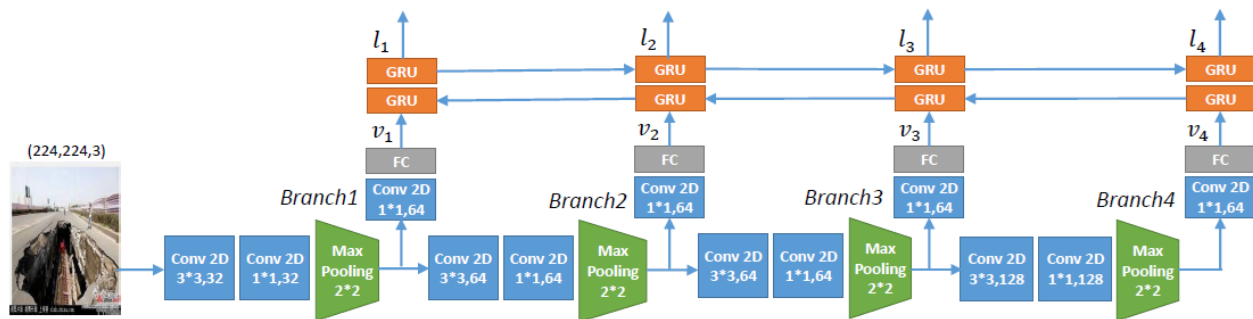 l₁
l₂
l₃
l₄
GRU
GRU
GRU
GRU
GRU
GRU
GRU
GRU
v₁
v₂
v₃
v₄
(224,224,3)
FC
FC
FC
FC
Branch1
Conv 2D
1*1,64
Branch2
Conv 2D
1*1,64
Branch3
Conv 2D
1*1,64
Branch4
Conv 2D
1*1,64
Conv 2D
3*3,32
Conv 2D
1*1,32
Max
Pooling
2*2
Conv 2D
3*3,64
Conv 2D
1*1,64
Max
Pooling
2*2
Conv 2D
3*3,64
Conv 2D
1*1,64
Max
Pooling
2*2
Conv 2D
3*3,128
Conv 2D
1*1,128
Max
Pooling
2*2